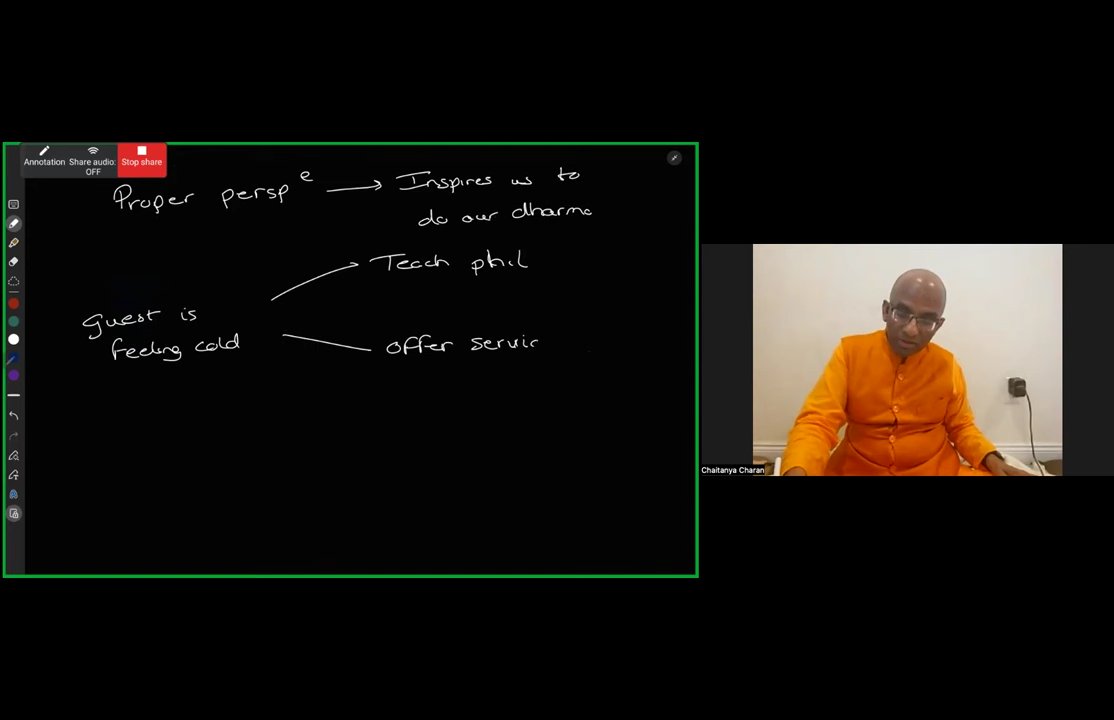 Annotation
Share audio: OFF
Stop share
Proper persp e Inspires us to
do our dharma
Teach phil
Guest is
feeling cold
offer servic
Chaitanya Charan